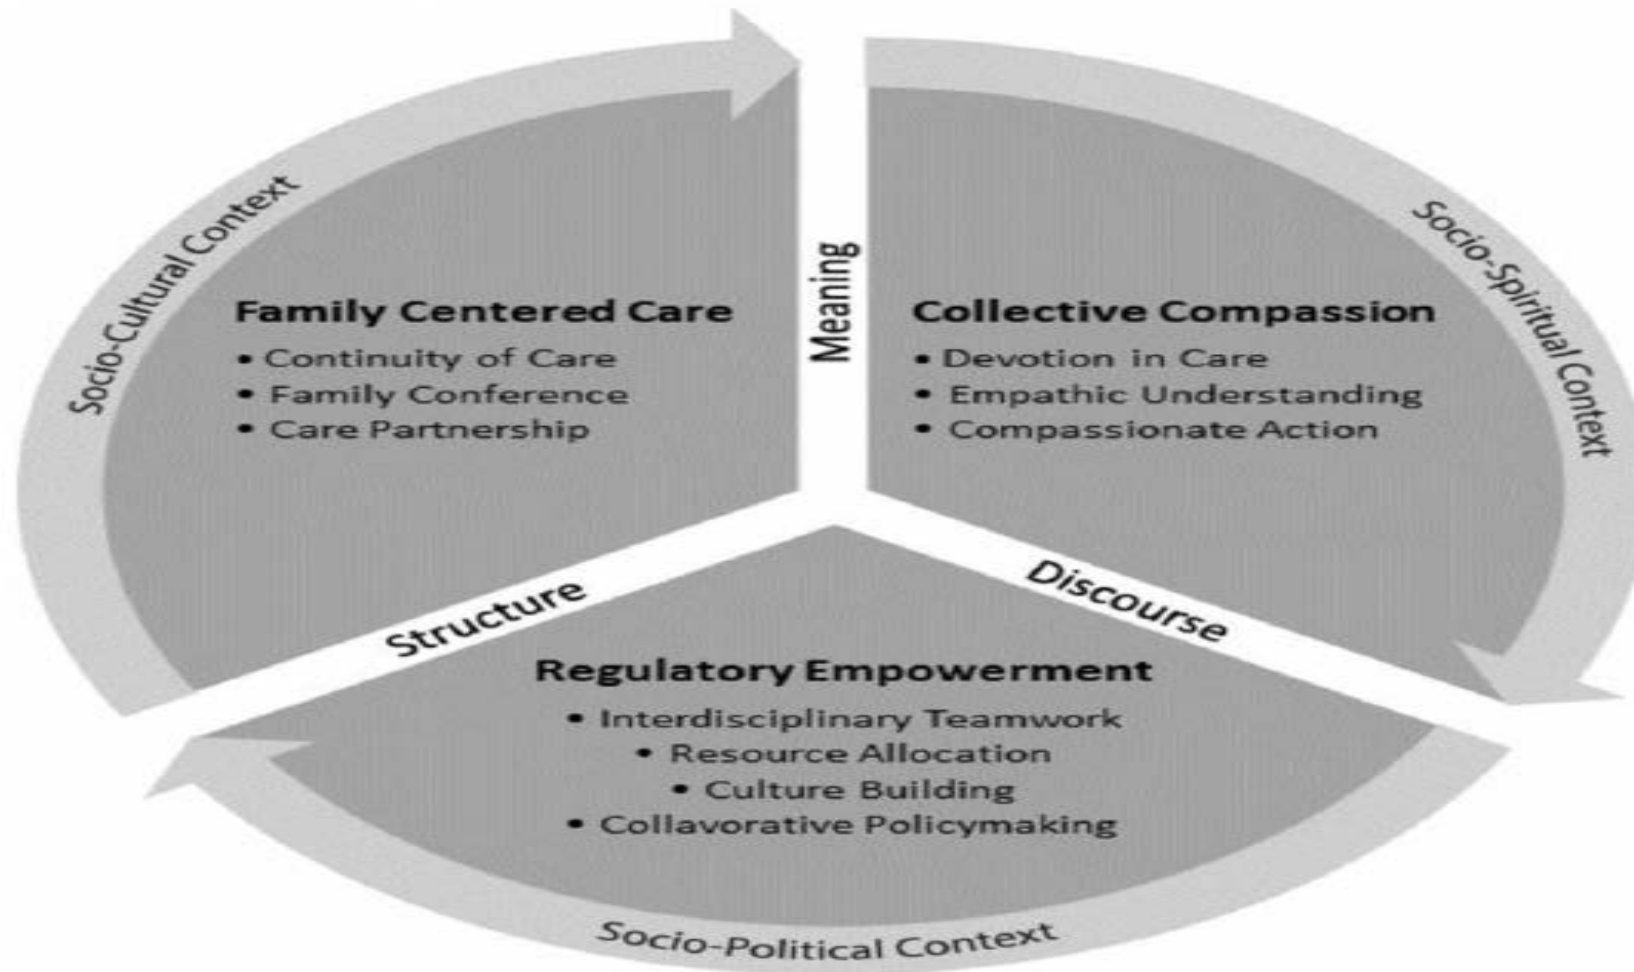 Socio-Cultural Context
Family Centered Care
• Continuity of Care
• Family Conference
• Care Partnership
Meaning
Collective Compassion
• Devotion in Care
• Empathic Understanding
• Compassionate Action
Socio-Spiritual Context
Structure
Discourse
Regulatory Empowerment
• Interdisciplinary Teamwork
• Resource Allocation
• Culture Building
• Collavorative Policymaking
Socio-Political Context